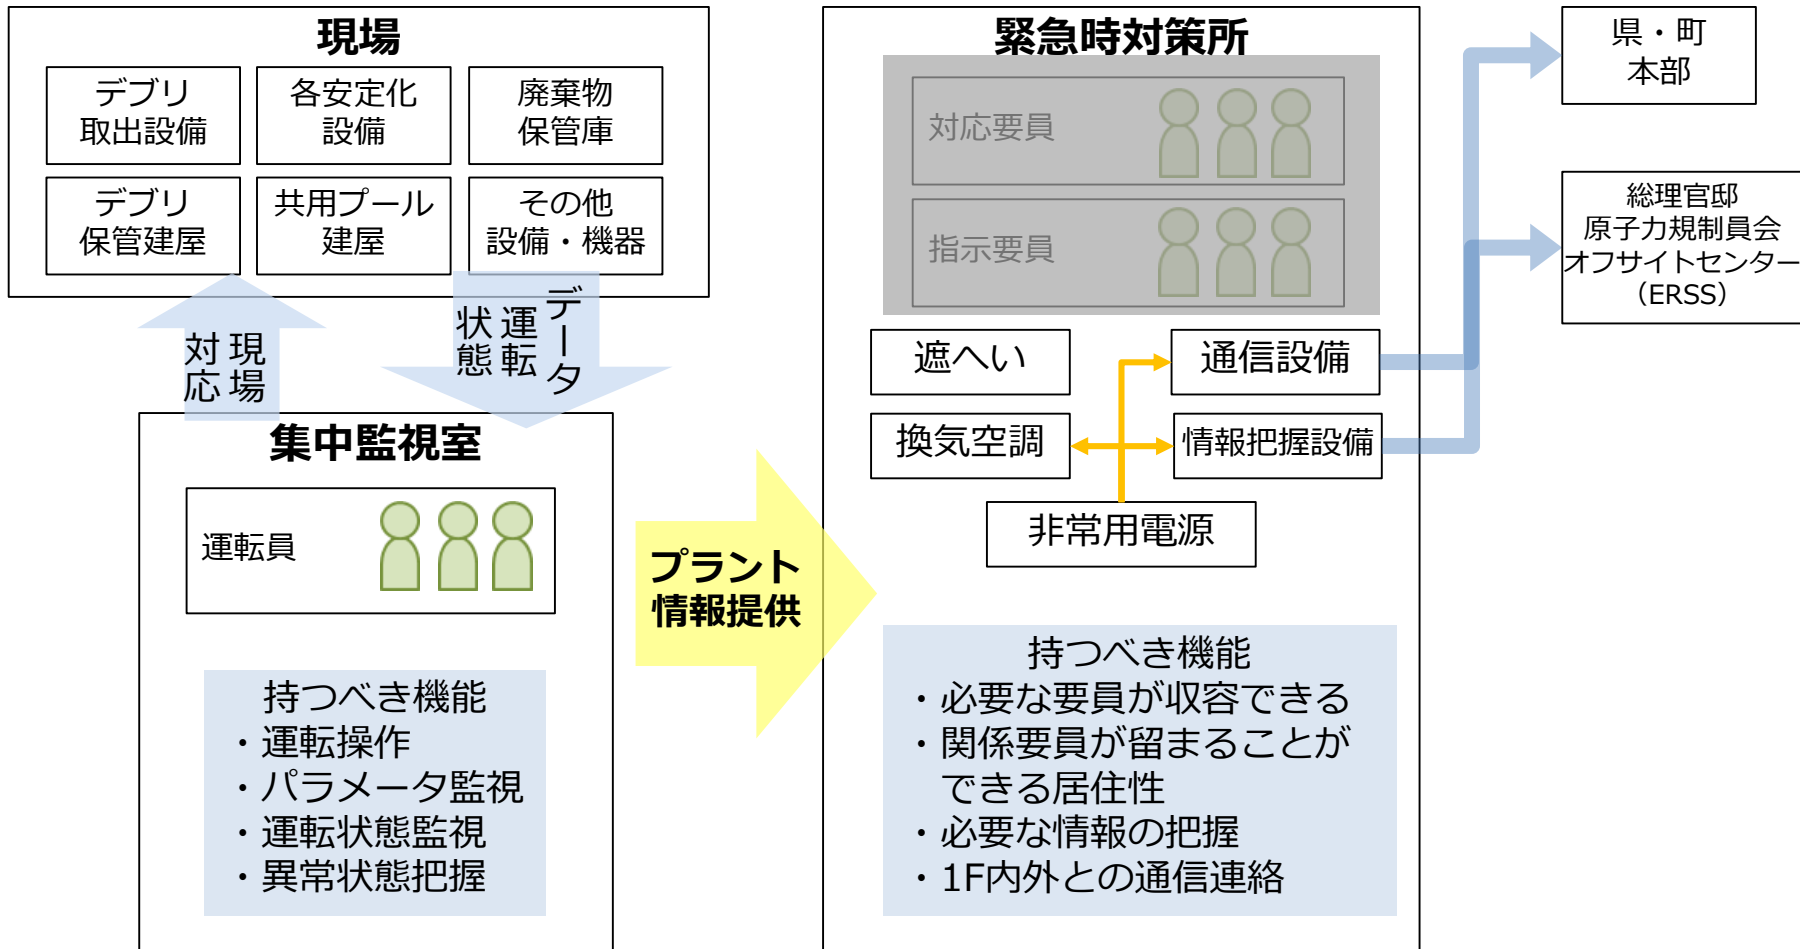 現場
デブリ
取出設備
各安定化
設備
廃棄物
保管庫
デブリ
保管建屋
共用プール
建屋
その他
設備・機器
現場
対応
データ
運転
状態
集中監視室
運転員
持つべき機能
・運転操作
・パラメータ監視
・運転状態監視
・異常状態把握
プラント
情報提供
緊急時対策所
対応要員
指示要員
遮へい
通信設備
換気空調
情報把握設備
非常用電源
持つべき機能
・必要な要員が収容できる
・関係要員が留まることが
できる居住性
・必要な情報の把握
・1F内外との通信連絡
県・町
本部
総理官邸
原子力規制員会
オフサイトセンター
（ERSS）